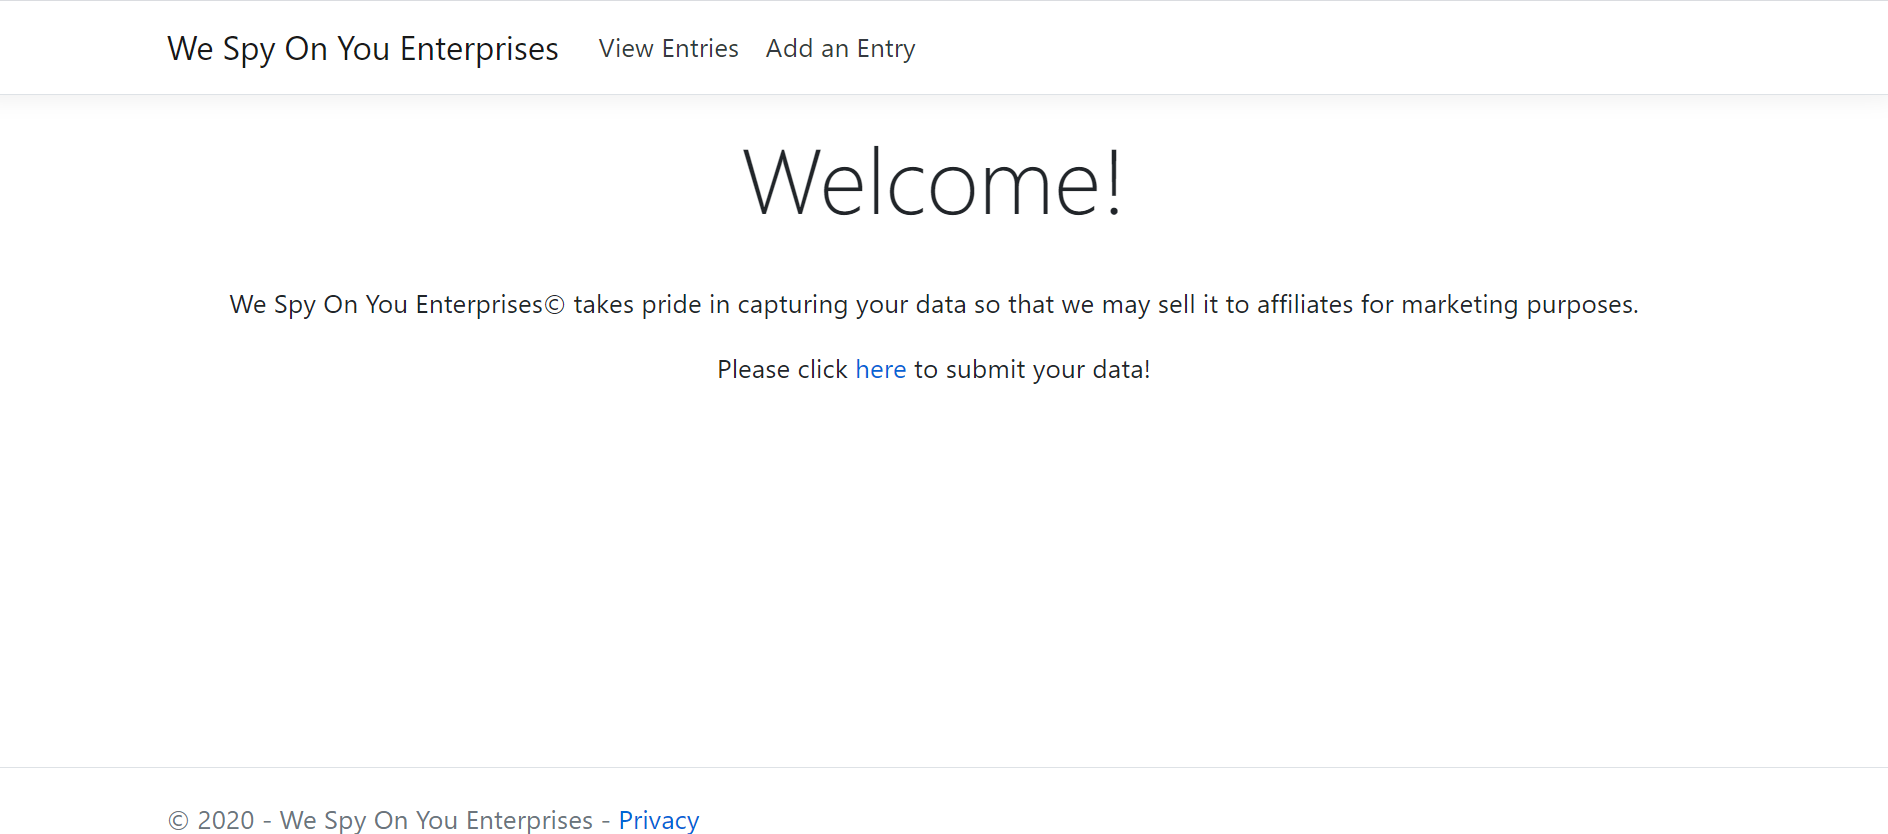 We Spy On You Enterprises View Entries Add an Entry
Welcome!
We Spy On You Enterprises© takes pride in capturing your data so that we may sell it to affiliates for marketing purposes.
Please click here to submit your data!
© 2020 - We Spy On You Enterprises - Privacy